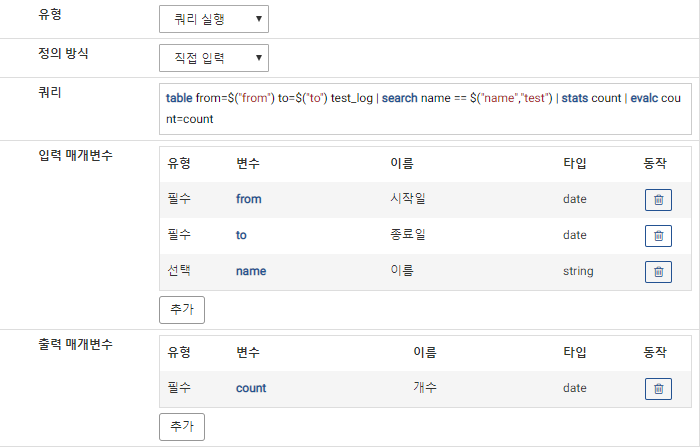 유형 쿼리 실행
정의 방식 직접 입력
쿼리 table from=$("from") to=$("to") test_log | search name == $("name","test") | stats count | evalc cou
nt=count
입력 매개변수
유형 변수 이름 타입 동작
필수 from 시작일 date
필수 to 종료일 date
선택 name 이름 string
추가
출력 매개변수
유형 변수 이름 타입 동작
필수 count 개수 date
추가